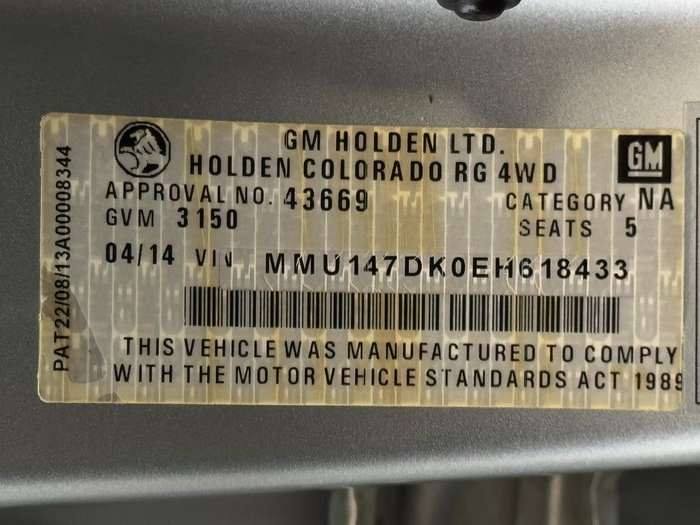 GM HOLDEN LTD.
GM
HOLDEN COLORADO RG 4WD
APPROVAL NO. 43669
CATEGORY NA
GVM 3150
SEATS 5
04/14 VIN MMU147DK0EH618433
THIS VEHICLE WAS MANUFACTURED TO COMPLY
WITH THE MOTOR VEHICLE STANDARDS ACT 1989
PAT22/08/13A00008344